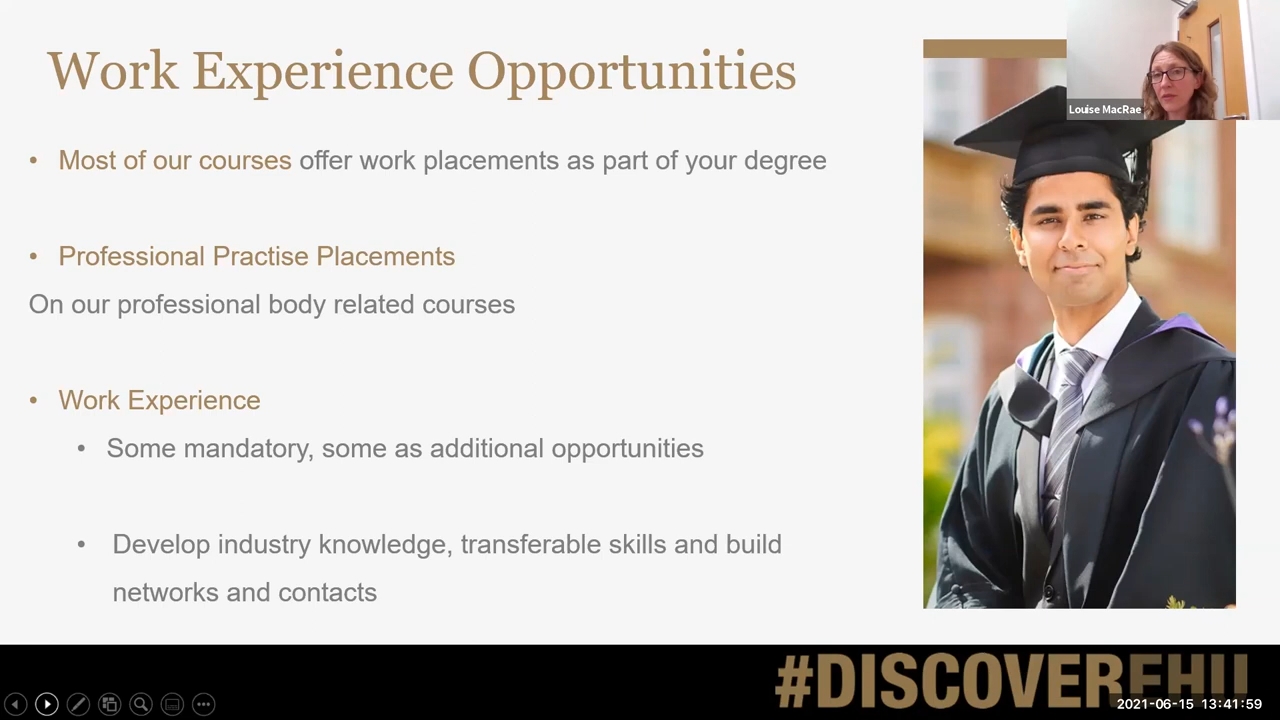 Work Experience Opportunities
Louise MacRae
• Most of our courses offer work placements as part of your degree
• Professional Practise Placements
On our professional body related courses
• Work Experience
• Some mandatory, some as additional opportunities
• Develop industry knowledge, transferable skills and build
networks and contacts
#DISCOVEREHU
2021-06-15 13:41:59